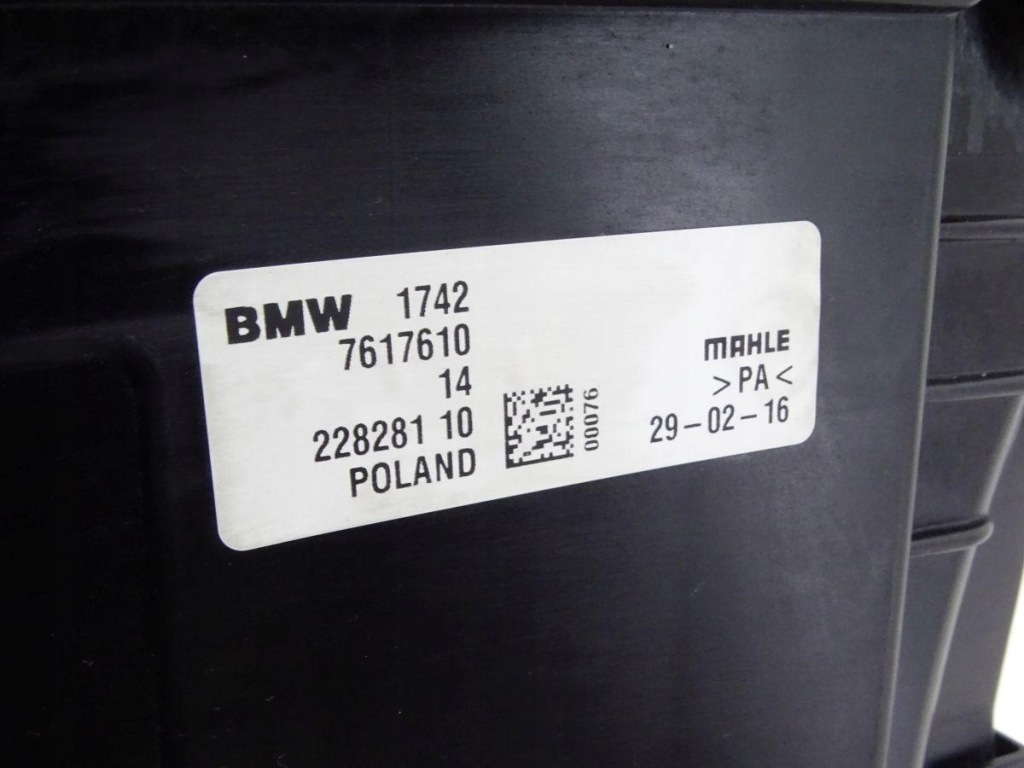 BMW 1742
7617610
14
228281 10
POLAND
00076
MAHLE
>PA<
29-02-16